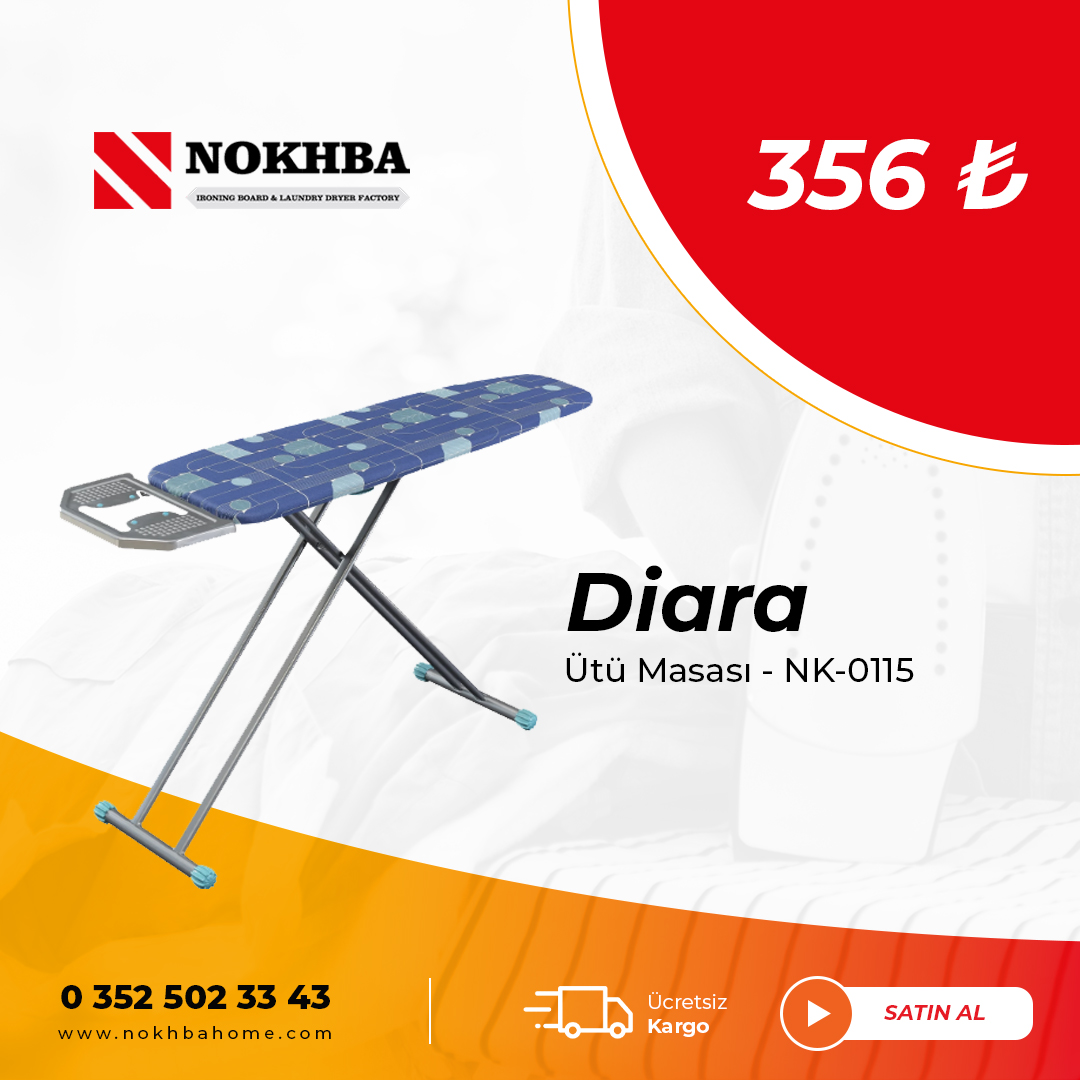 NOKHBA
IRONING BOARD & LAUNDRY DRYER FACTORY
356 ₺
Diara
Ütü Masası - NK-0115
0 352 502 33 43
www.nokhbahome.com
Ücretsiz
Kargo
SATIN AL